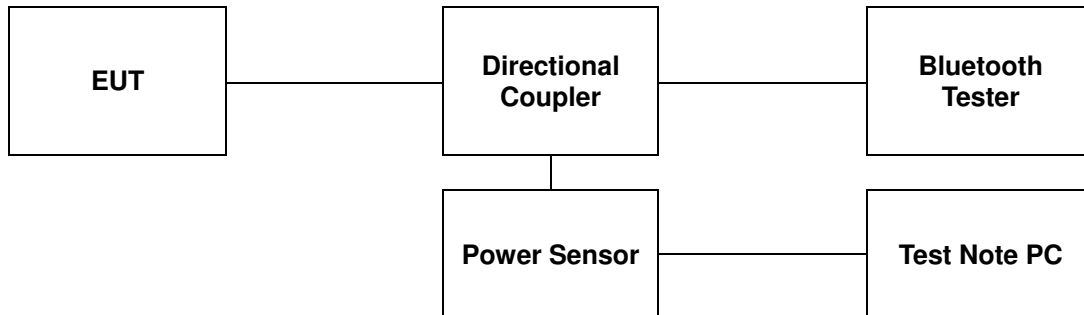 EUT
Directional
Coupler
Bluetooth
Tester
Power Sensor
Test Note PC